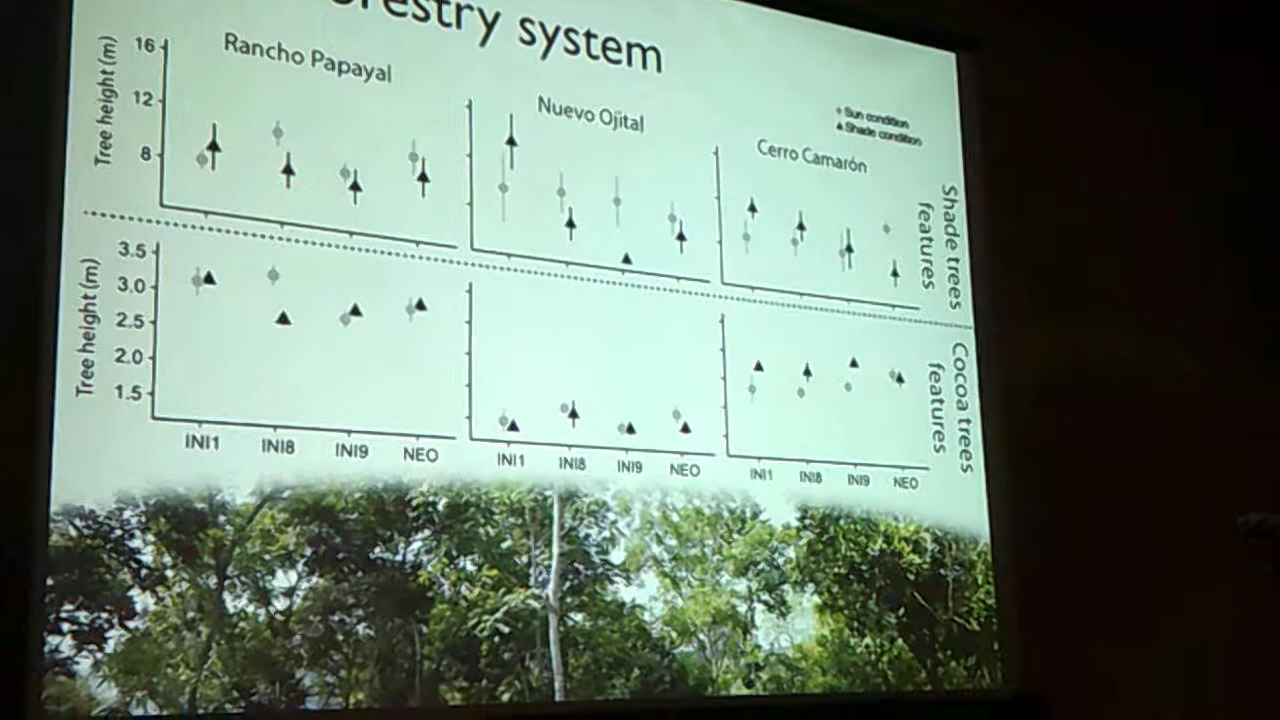 forestry system
Rancho Papayal
Nuevo Ojital
Cerro Camarón
Sun condition
Shade condition
Tree height (m)
16
12
8
Shade trees
features
Tree height (m)
3.5
3.0
2.5
2.0
1.5
Cocoa trees
features
INI1 INI8 INI9 NEO
INI1 INI8 INI9 NEO
INI1 INI8 INI9 NEO